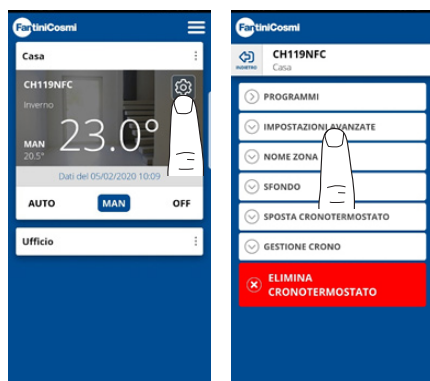 FantiniCosmi
Casa
CH119NFC
Inverno
23.0°
MAN
20.5°
Dati del 05/02/2020 10:09
AUTO
MAN
OFF
Ufficio
FantiniCosmi
INDIETRO
CH119NFC
Casa
PROGRAMMI
IMPOSTAZIONI AVANZATE
NOME ZONA
SFONDO
SPOSTA CRONOTERMOSTATO
GESTIONE CRONO
ELIMINA
CRONOTERMOSTATO